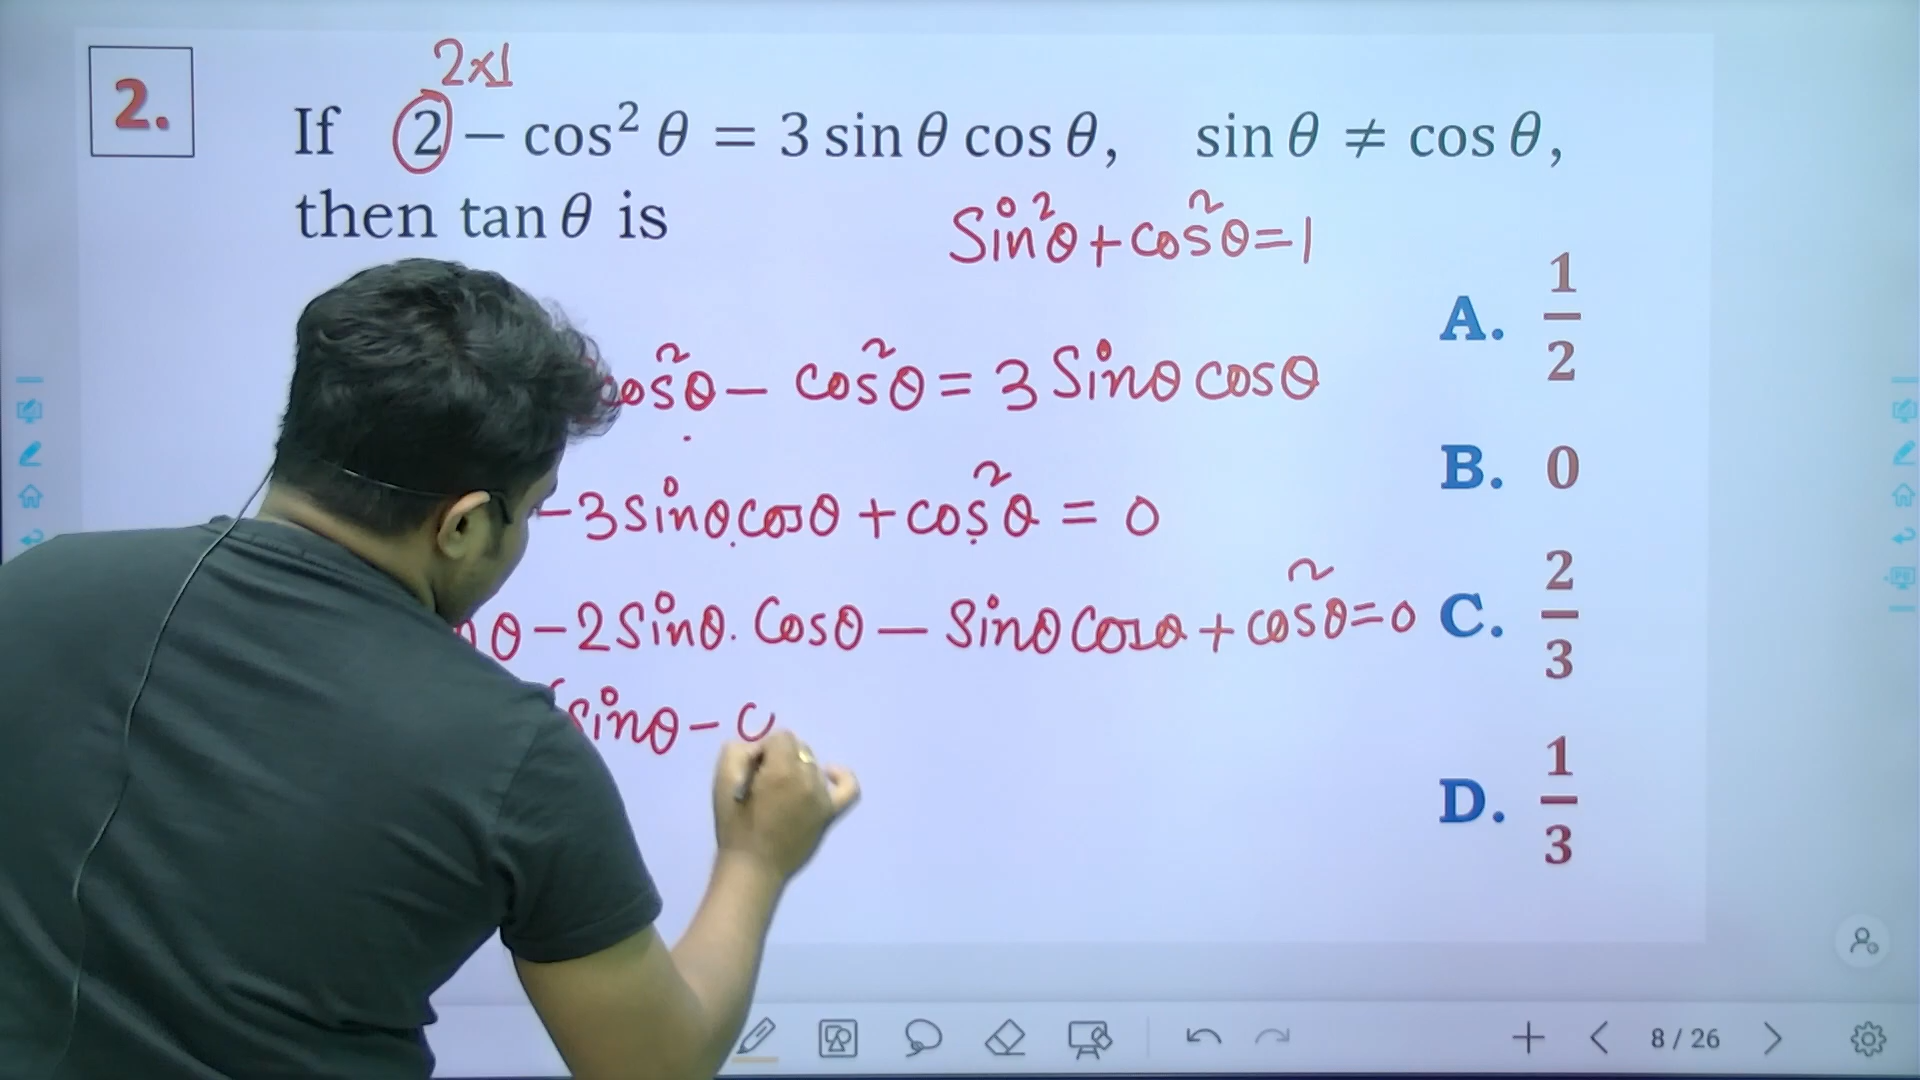 2.
2×1
If 2 − cos² θ = 3 sin θ cos θ, sin θ ≠ cos θ,
then tan θ is
Sin²θ + cos²θ = 1
cos²θ − cos²θ = 3 Sinθ cosθ
−3 sinθ cosθ + cos²θ = 0
θ − 2 Sinθ. Cosθ − Sinθ Cosθ + cos²θ = 0
(sinθ − c
A. 1/2
B. 0
C. 2/3
D. 1/3
8 / 26